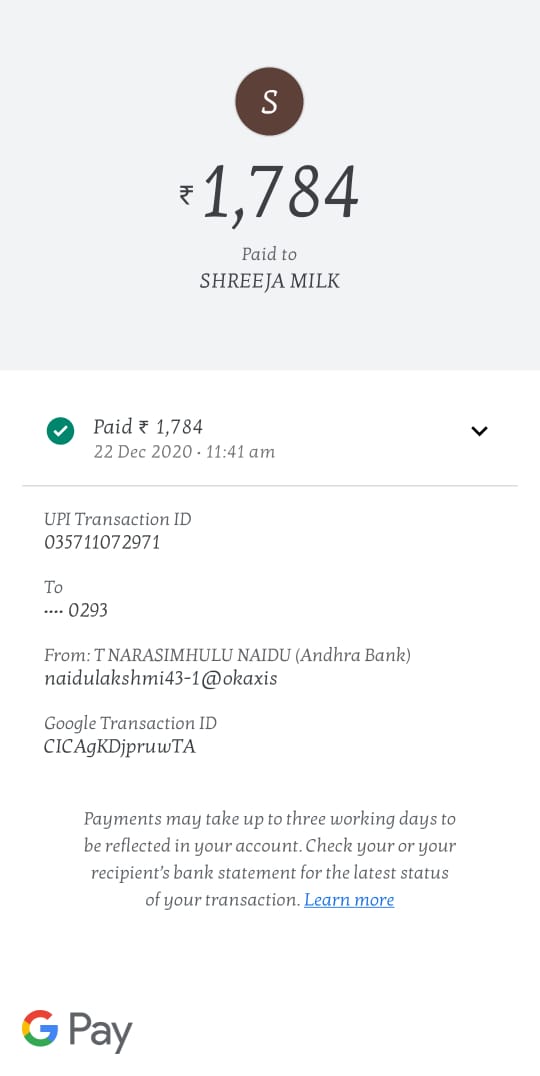 S
₹1,784
Paid to
SHREEJA MILK
Paid ₹ 1,784
22 Dec 2020 · 11:41 am
UPI Transaction ID
035711072971
To
···· 0293
From: T NARASIMHULU NAIDU (Andhra Bank)
naidulakshmi43-1@okaxis
Google Transaction ID
CICAgKDjpruwTA
Payments may take up to three working days to
be reflected in your account. Check your or your
recipient's bank statement for the latest status
of your transaction. Learn more
G Pay